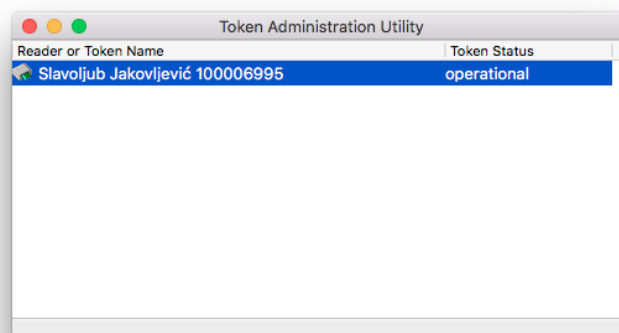 Token Administration Utility
Reader or Token Name Token Status
Slavoljub Jakovljević 100006995 operational